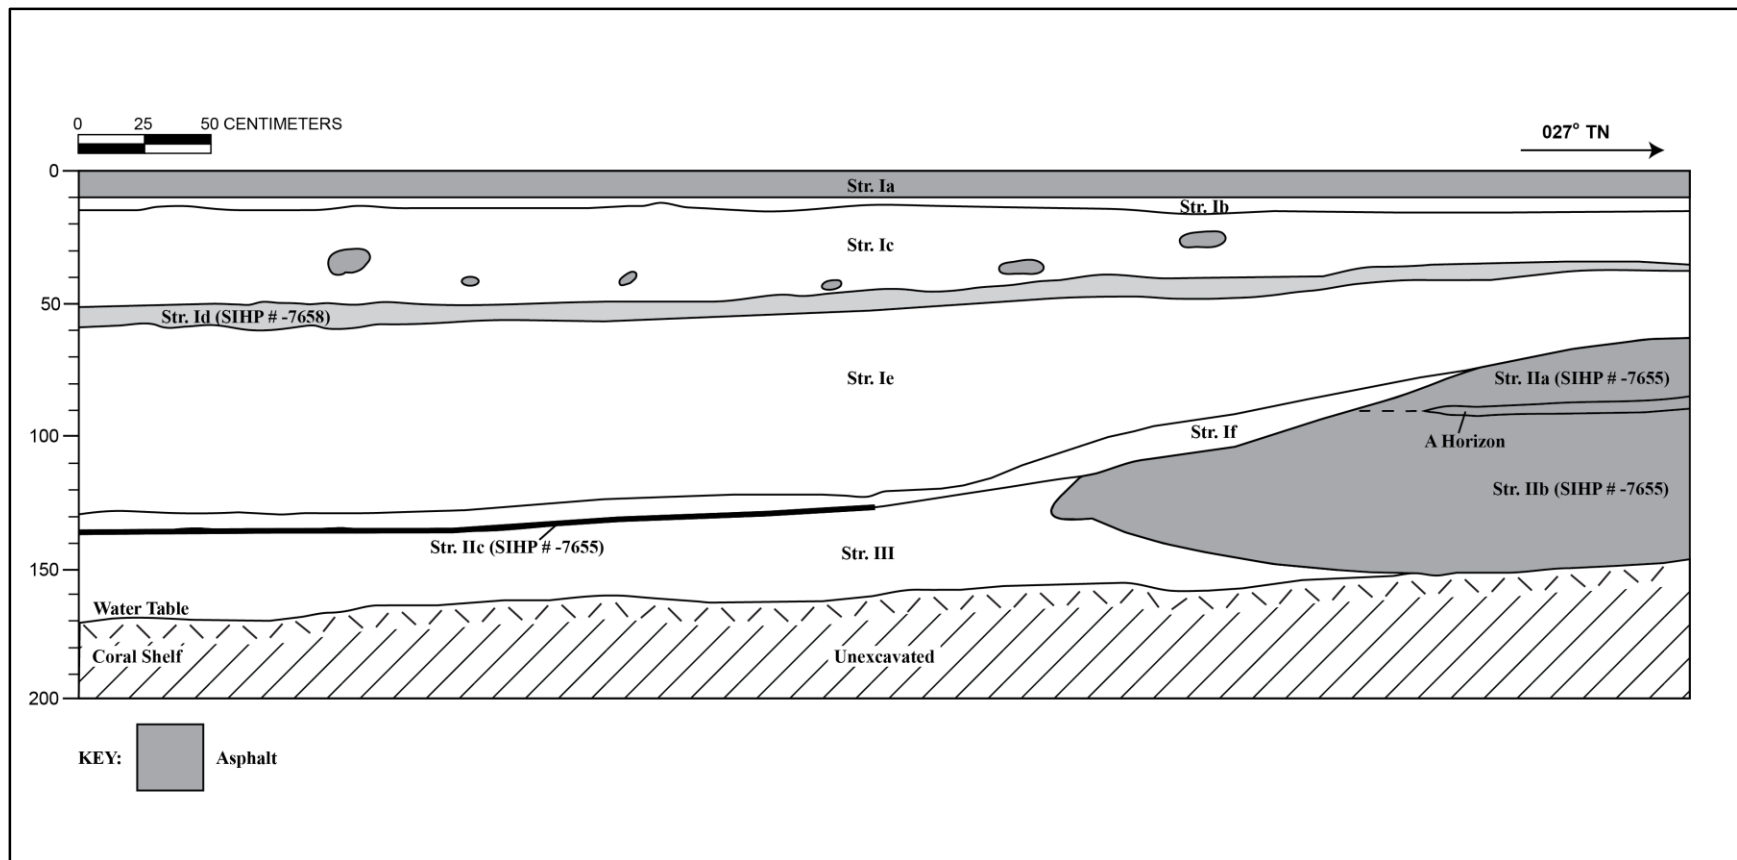 0 25 50 CENTIMETERS
027° TN
0
Str. Ia
Str. Ib
Str. Ic
50
Str. Id (SIHP # -7658)
Str. Ie
Str. IIa (SIHP # -7655)
100
Str. If
A Horizon
Str. IIb (SIHP # -7655)
Str. IIc (SIHP # -7655)
Str. III
150
Water Table
Coral Shelf
Unexcavated
200
KEY:
Asphalt